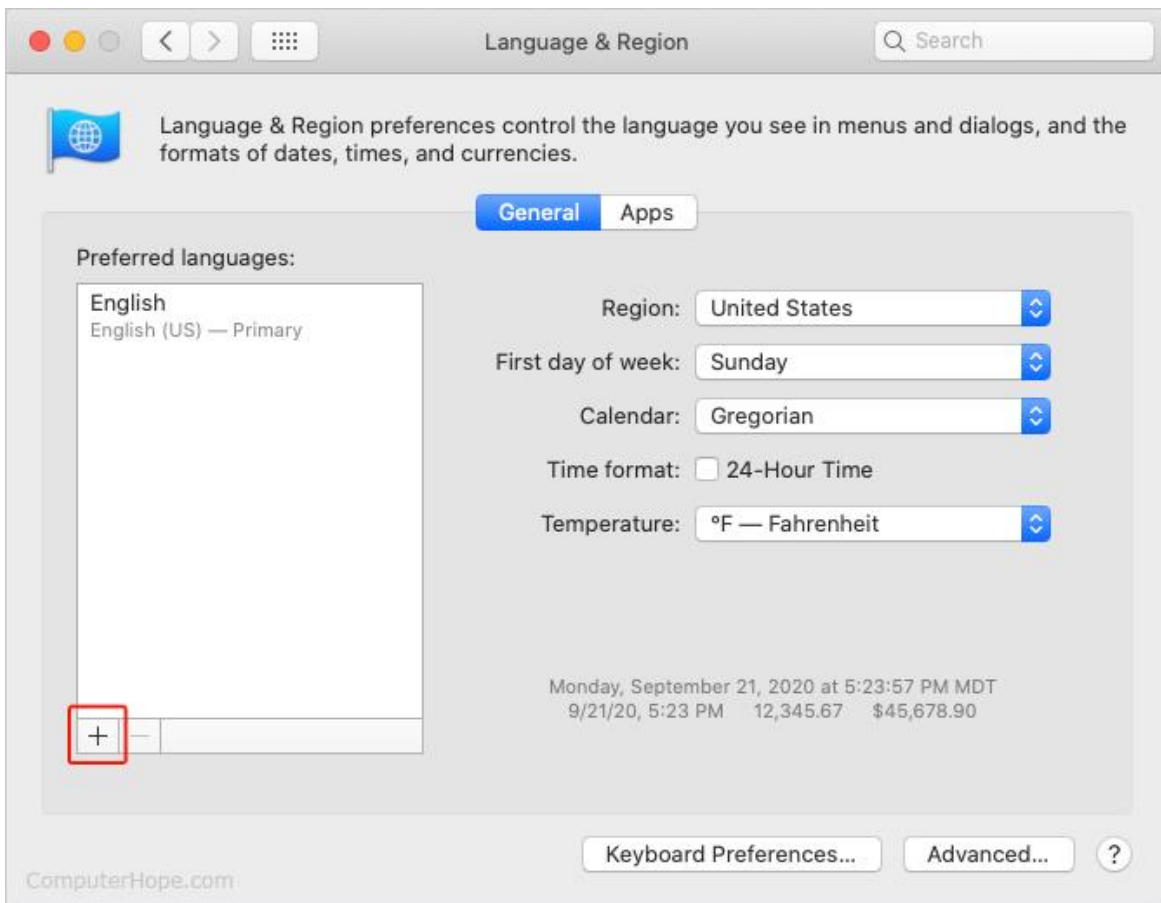 Language & Region
Search
Language & Region preferences control the language you see in menus and dialogs, and the
formats of dates, times, and currencies.
General Apps
Preferred languages:
English
English (US) — Primary
Region: United States
First day of week: Sunday
Calendar: Gregorian
Time format: 24-Hour Time
Temperature: °F — Fahrenheit
Monday, September 21, 2020 at 5:23:57 PM MDT
9/21/20, 5:23 PM 12,345.67 $45,678.90
Keyboard Preferences... Advanced... ?
ComputerHope.com